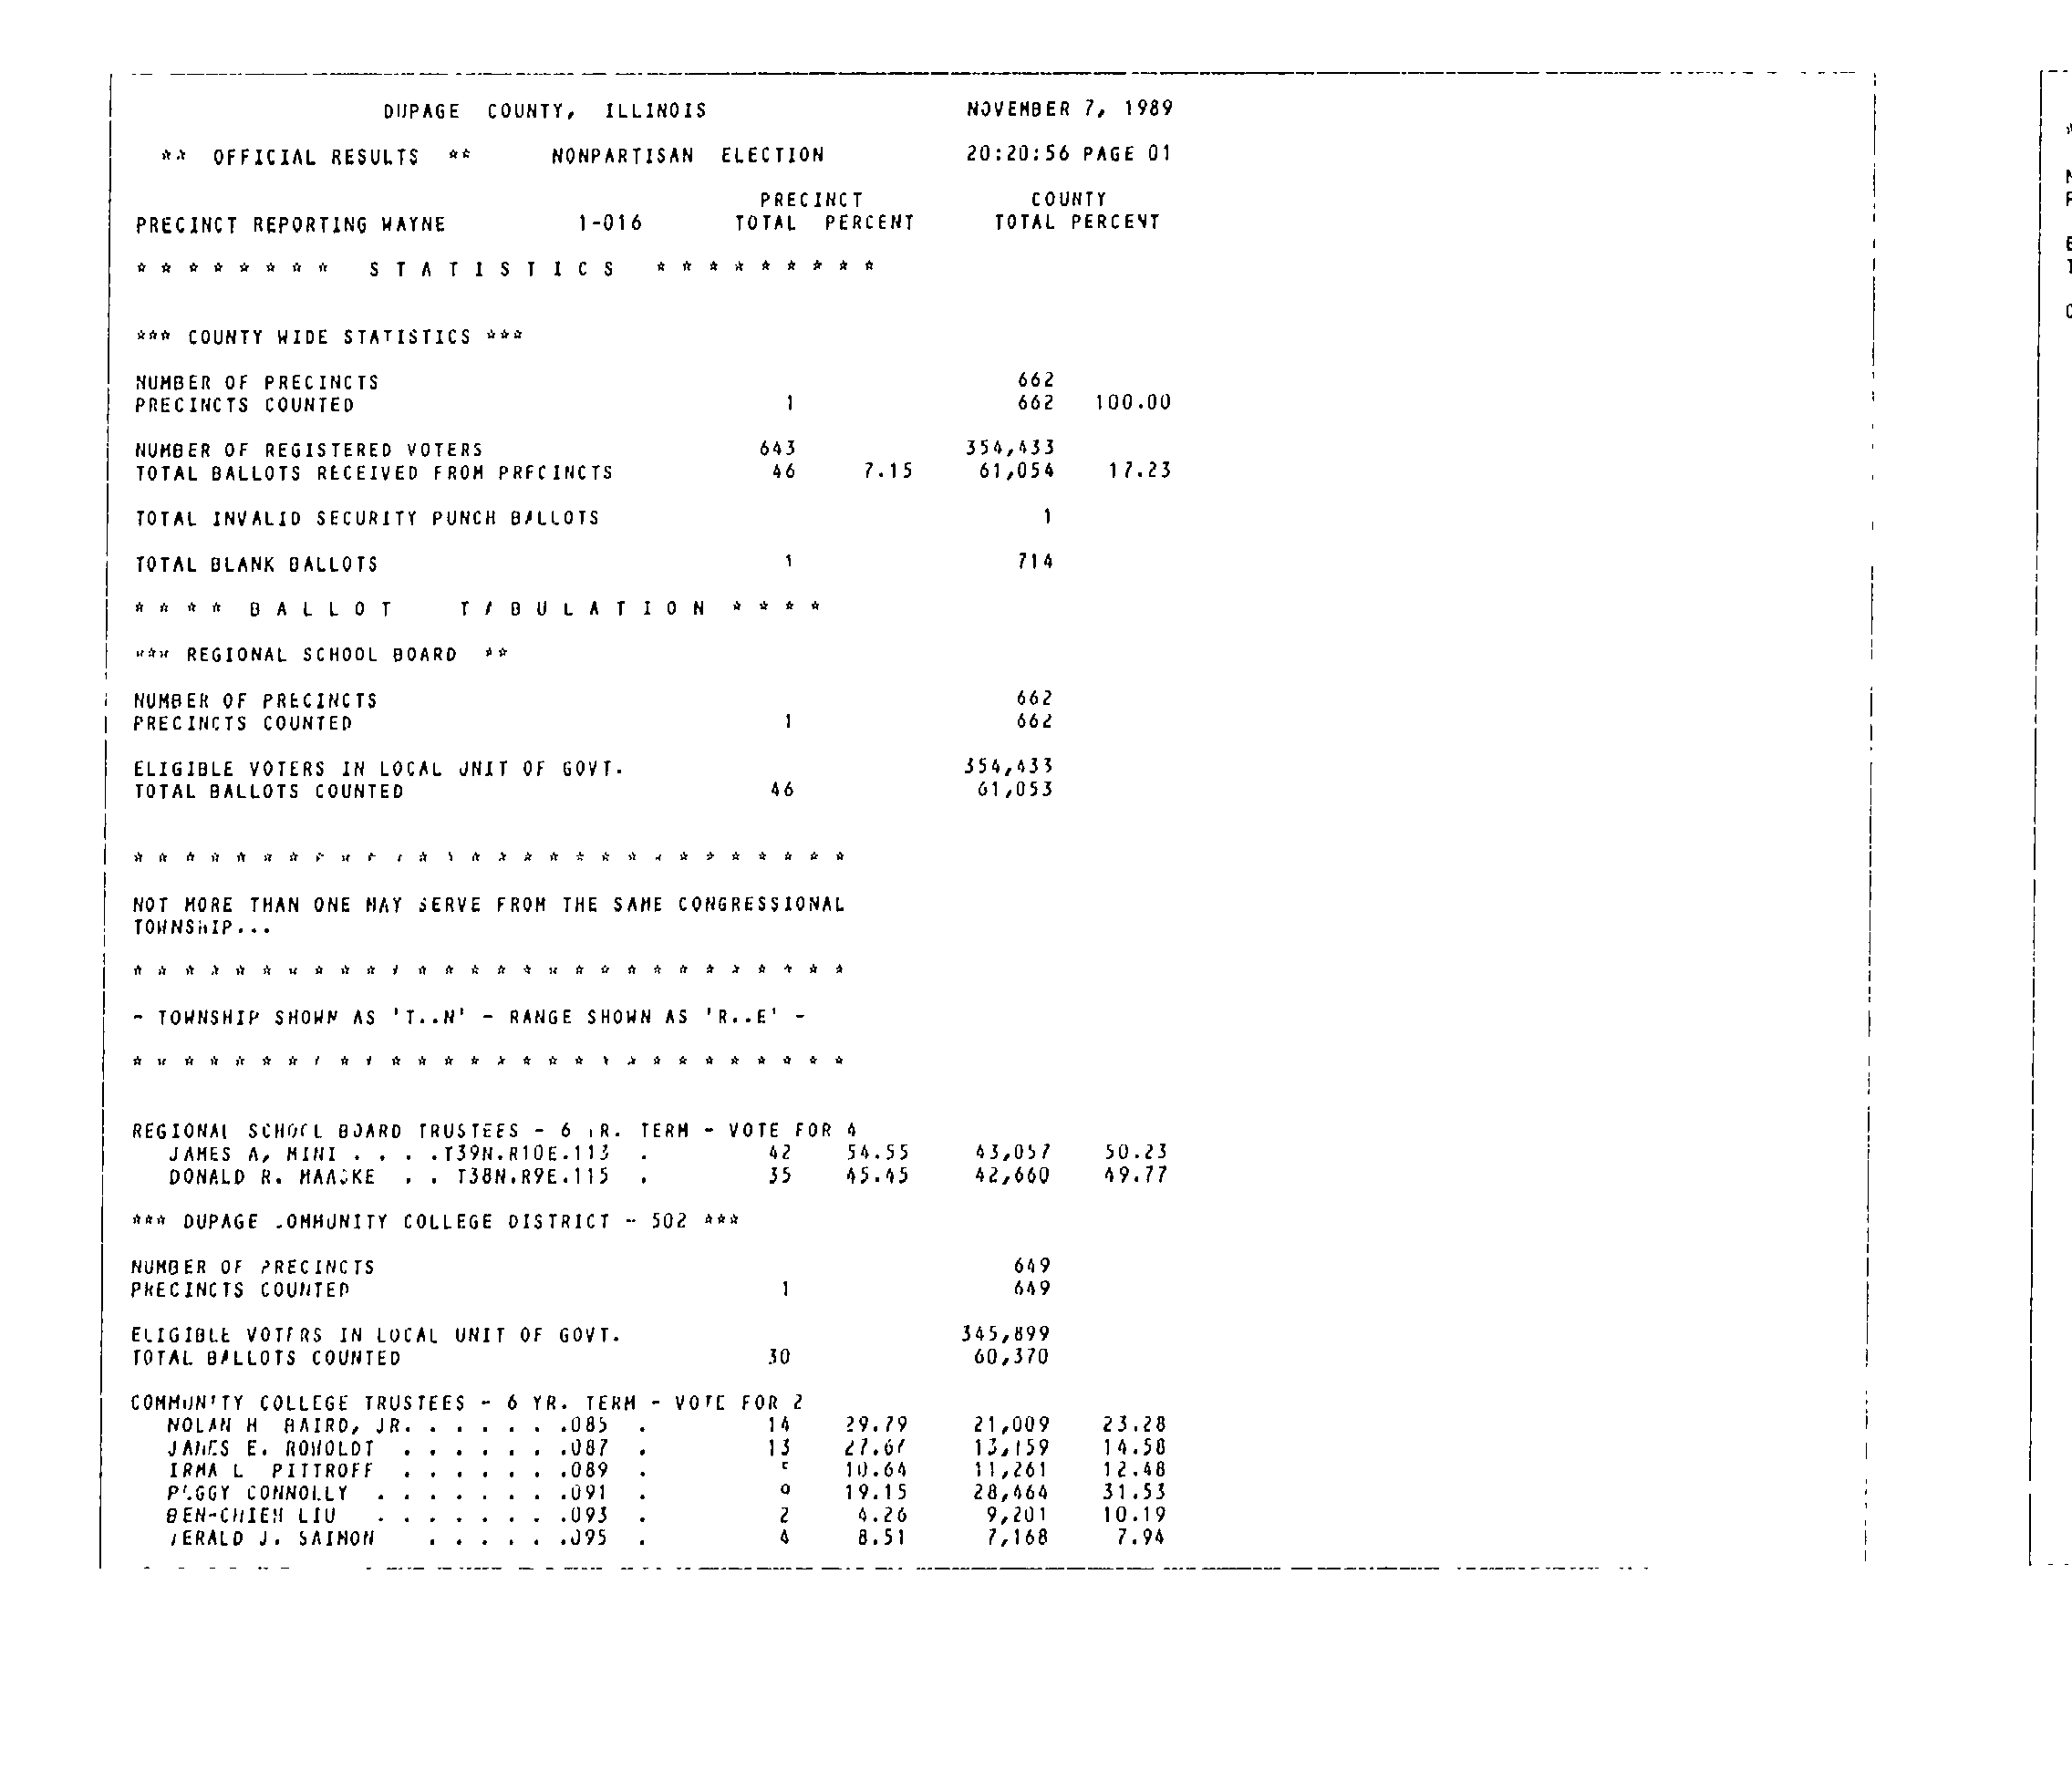 DUPAGE COUNTY, ILLINOIS NOVEMBER 7, 1989
** OFFICIAL RESULTS ** NONPARTISAN ELECTION 20:20:56 PAGE 01
PRECINCT COUNTY
PRECINCT REPORTING WAYNE 1-016 TOTAL PERCENT TOTAL PERCENT
* * * * * * * * S T A T I S T I C S * * * * * * * * *
*** COUNTY WIDE STATISTICS ***
NUMBER OF PRECINCTS 662
PRECINCTS COUNTED 1 662 100.00
NUMBER OF REGISTERED VOTERS 643 354,433
TOTAL BALLOTS RECEIVED FROM PRECINCTS 46 7.15 61,054 17.23
TOTAL INVALID SECURITY PUNCH BALLOTS 1
TOTAL BLANK BALLOTS 1 714
* * * * B A L L O T T A B U L A T I O N * * * *
*** REGIONAL SCHOOL BOARD **
NUMBER OF PRECINCTS 662
PRECINCTS COUNTED 1 662
ELIGIBLE VOTERS IN LOCAL UNIT OF GOVT. 354,433
TOTAL BALLOTS COUNTED 46 61,053
* * * * * * * * * * * * * * * * * * * * * * * * * * * *
NOT MORE THAN ONE MAY SERVE FROM THE SAME CONGRESSIONAL
TOWNSHIP...
* * * * * * * * * * * * * * * * * * * * * * * * * * * *
- TOWNSHIP SHOWN AS 'T..N' - RANGE SHOWN AS 'R..E' -
* * * * * * * * * * * * * * * * * * * * * * * * * * * *
REGIONAL SCHOOL BOARD TRUSTEES - 6 YR. TERM - VOTE FOR 4
JAMES A, MINI . . . .T39N.R10E.113 . 42 54.55 43,057 50.23
DONALD R. MAASKE . . T38N.R9E.115 . 35 45.45 42,660 49.77
*** DUPAGE COMMUNITY COLLEGE DISTRICT - 502 ***
NUMBER OF PRECINCTS 649
PRECINCTS COUNTED 1 649
ELIGIBLE VOTERS IN LOCAL UNIT OF GOVT. 345,899
TOTAL BALLOTS COUNTED 30 60,370
COMMUNITY COLLEGE TRUSTEES - 6 YR. TERM - VOTE FOR 2
NOLAN H BAIRD, JR. . . . . . .085 . 14 29.79 21,009 23.28
JAMES E. ROWOLDT . . . . . . .087 . 13 27.66 13,159 14.58
IRMA L PITTROFF . . . . . . .089 . 10.64 11,261 12.48
PEGGY CONNOLLY . . . . . . . .091 . 9 19.15 28,464 31.53
BEN-CHIEH LIU . . . . . . . .093 . 2 4.26 9,201 10.19
JERALD J. SAIMON . . . . . .095 . 4 8.51 7,168 7.94